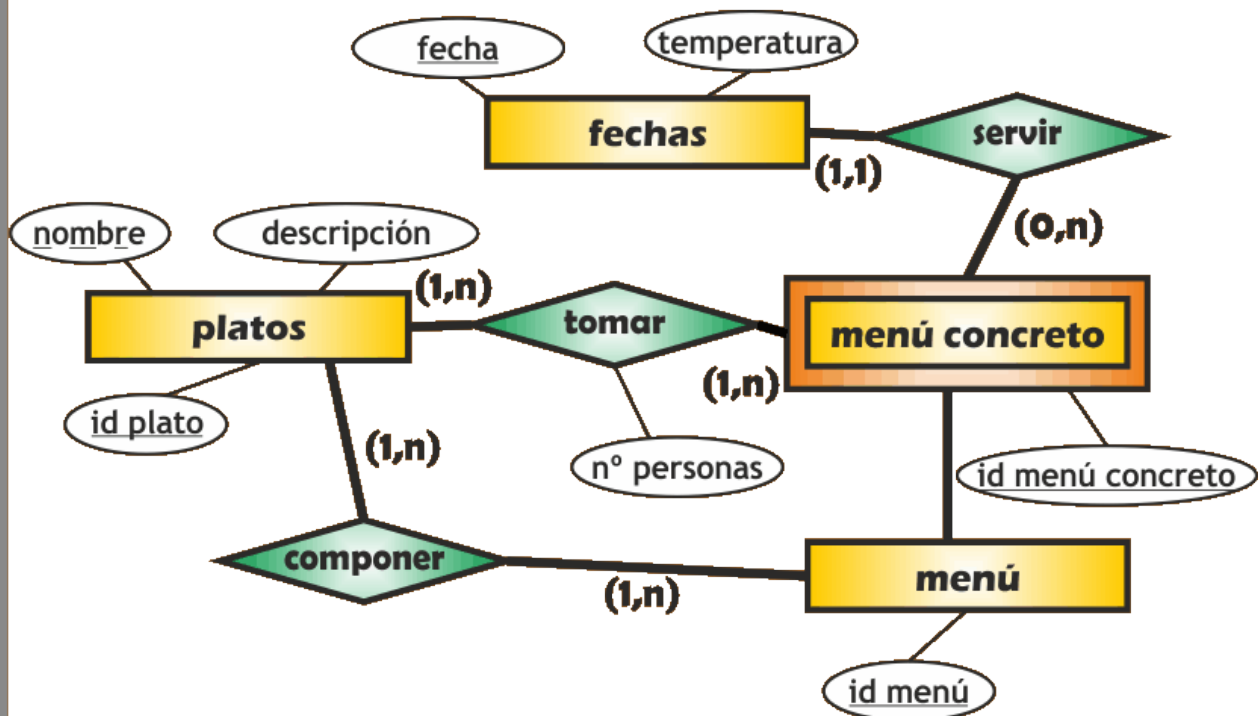 fecha
temperatura
fechas
servir
(1,1)
nombre
descripción
(1,n)
(0,n)
platos
tomar
menú concreto
(1,n)
id plato
(1,n)
nº personas
id menú concreto
componer
(1,n)
menú
id menú